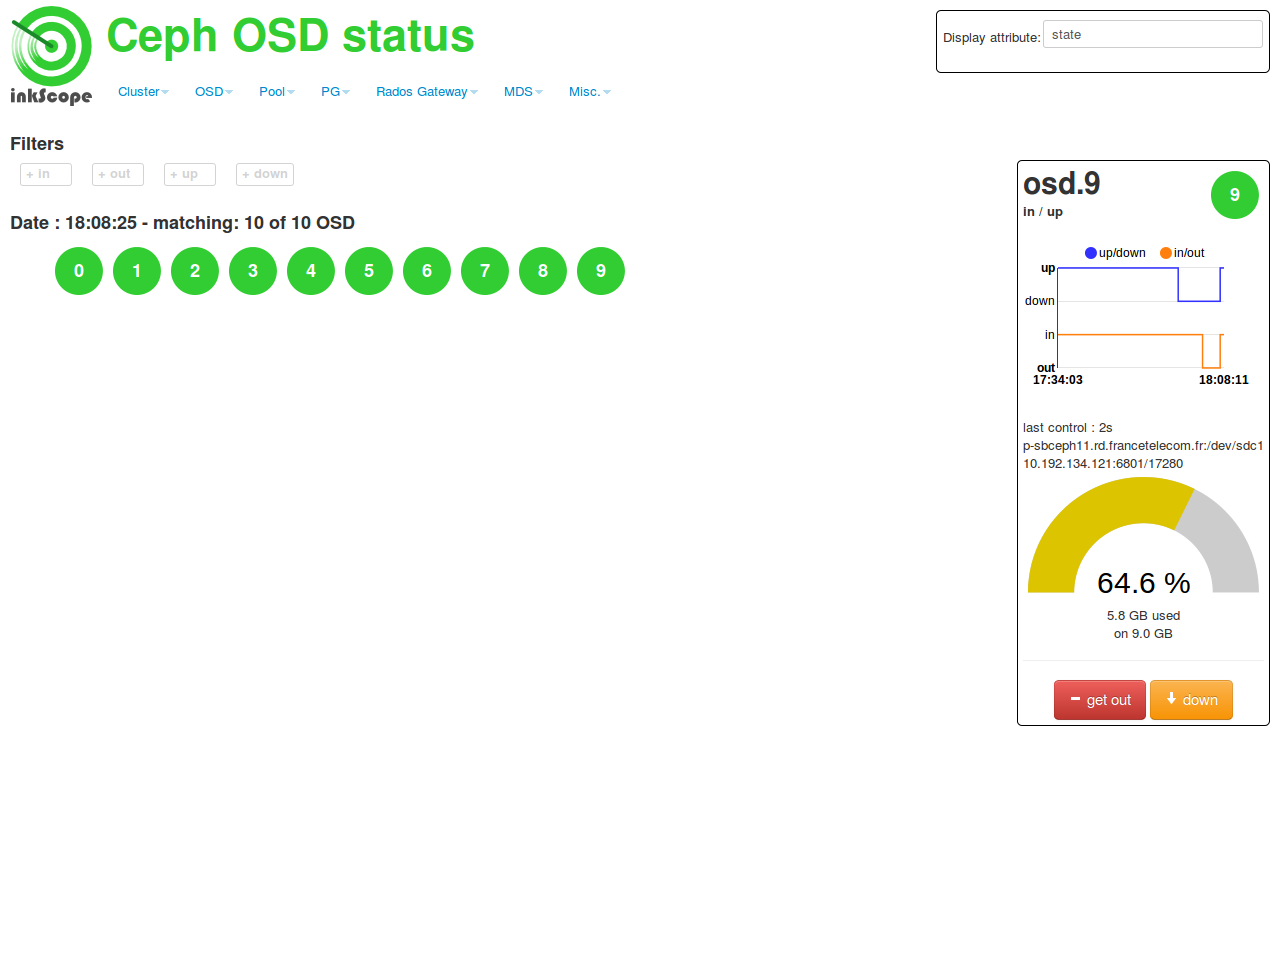 inkScope
Ceph OSD status
Display attribute: state
Cluster OSD Pool PG Rados Gateway MDS Misc.
Filters
+ in + out + up + down
Date : 18:08:25 - matching: 10 of 10 OSD
0 1 2 3 4 5 6 7 8 9
osd.9
9
in / up
up/down in/out
up
down
in
out
17:34:03 18:08:11
last control : 2s
p-sbceph11.rd.francetelecom.fr:/dev/sdc1
10.192.134.121:6801/17280
64.6 %
5.8 GB used
on 9.0 GB
get out down